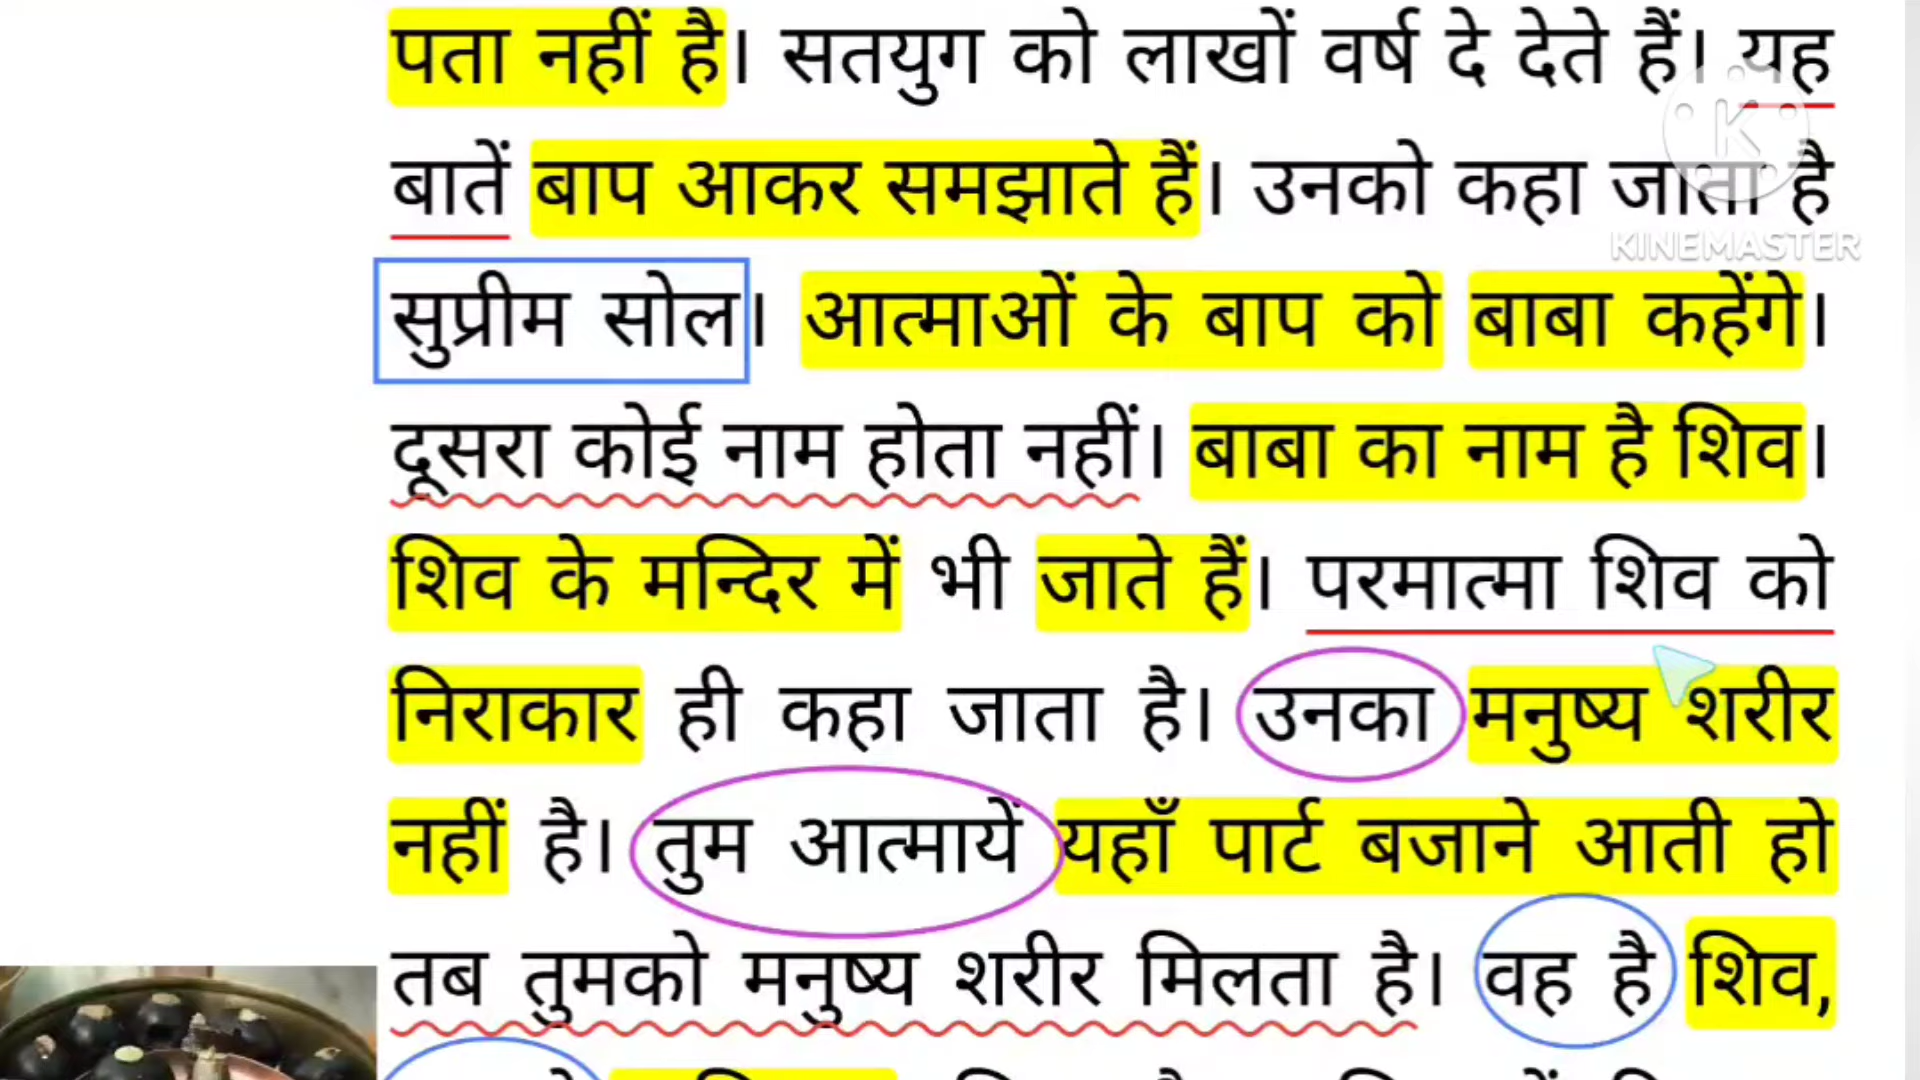 पता नहीं है। सतयुग को लाखों वर्ष दे देते हैं। यह
बातें बाप आकर समझाते हैं। उनको कहा जाता है
KINEMASTER
सुप्रीम सोल। आत्माओं के बाप को बाबा कहेंगे।
दूसरा कोई नाम होता नहीं। बाबा का नाम है शिव।
शिव के मन्दिर में भी जाते हैं। परमात्मा शिव को
निराकार ही कहा जाता है। उनका मनुष्य शरीर
नहीं है। तुम आत्मायें यहाँ पार्ट बजाने आती हो
तब तुमको मनुष्य शरीर मिलता है। वह है शिव,